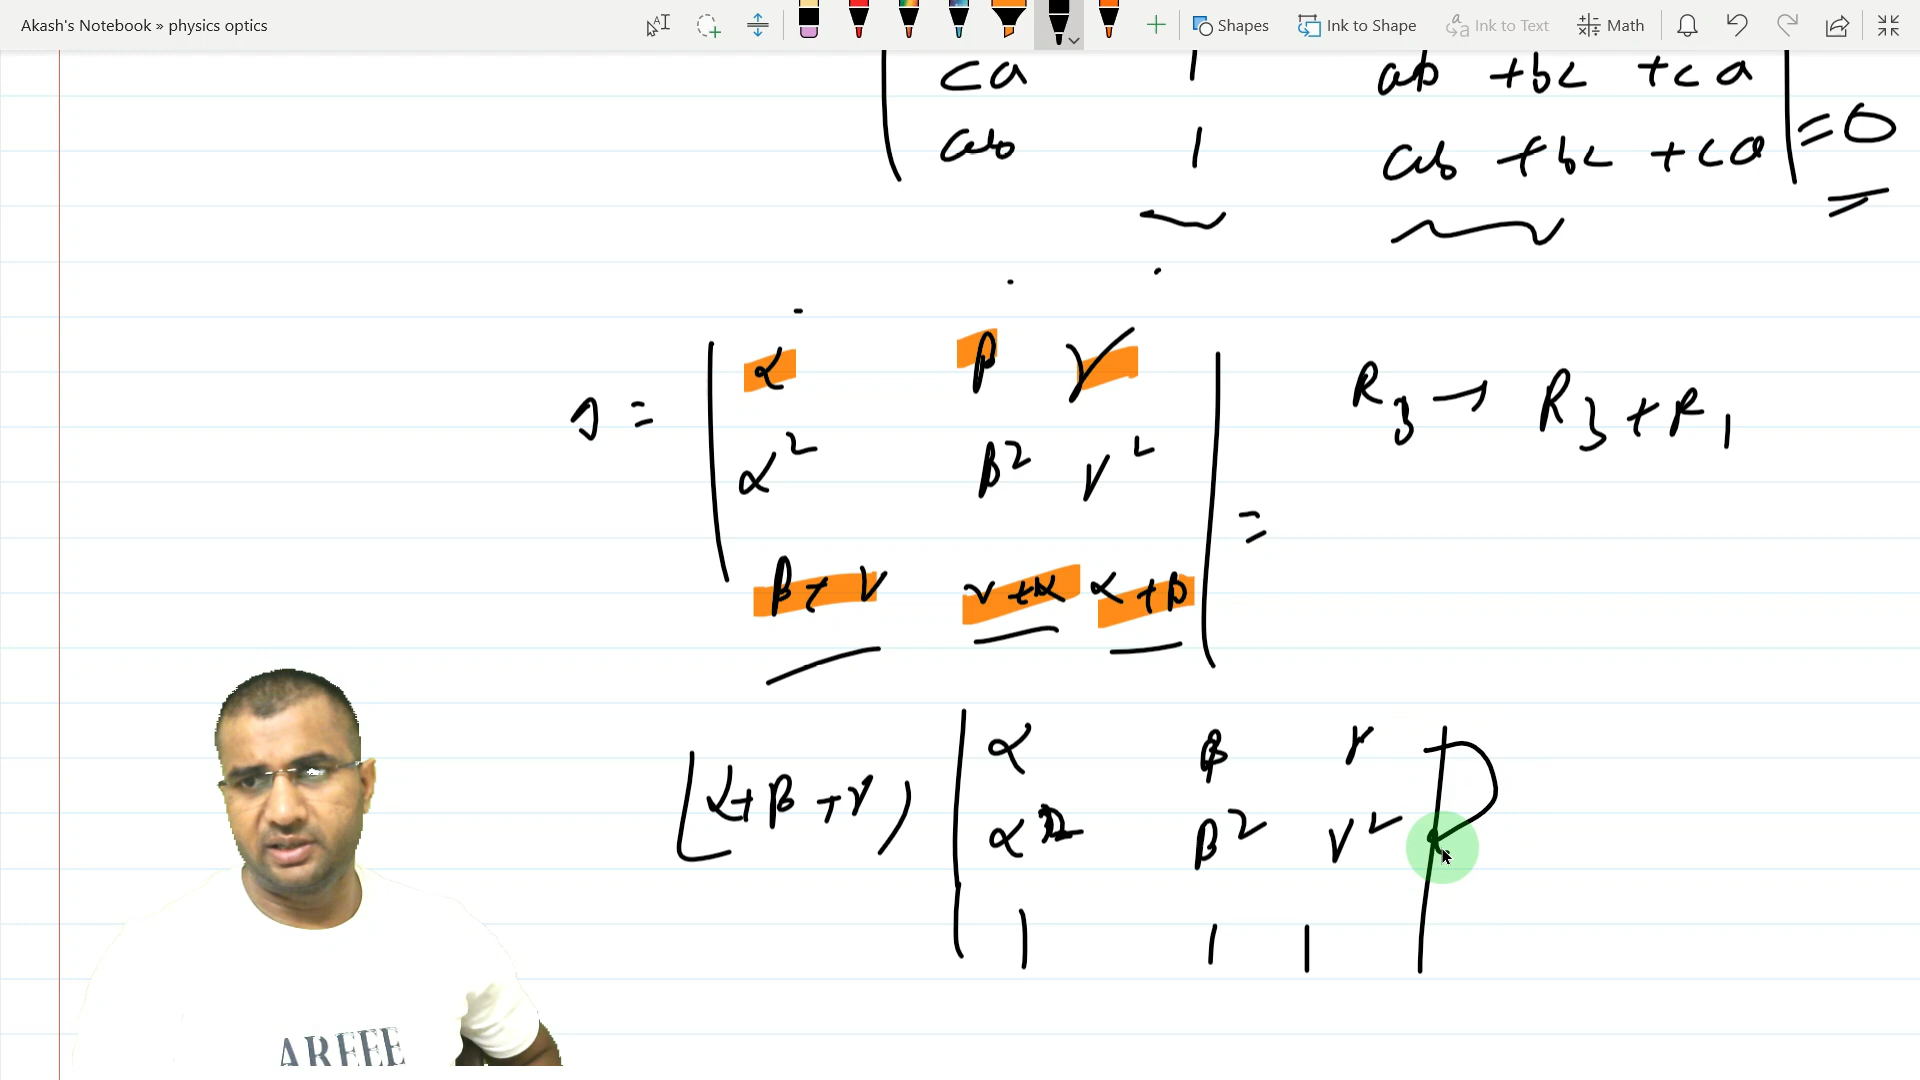 Akash's Notebook » physics optics
Shapes Ink to Shape Ink to Text Math
ca 1 ab +bc +ca
ab 1 ab +bc +ca =0
α β γ
R3 → R3 + R1
=
α² β² γ²
=
β+γ γ+α α+β
α β γ
(α+β+γ)
α² β² γ²
1 1 1
AREEE